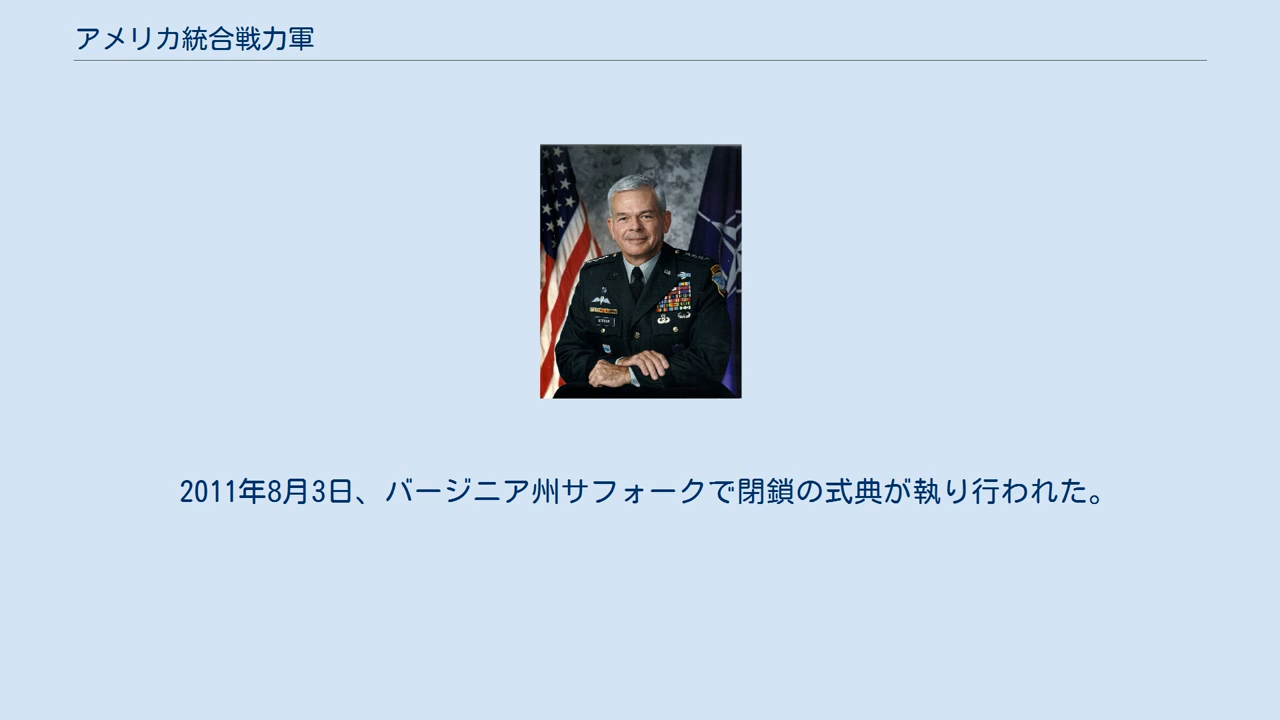 アメリカ統合戦力軍
2011年8月3日、バージニア州サフォークで閉鎖の式典が執り行われた。